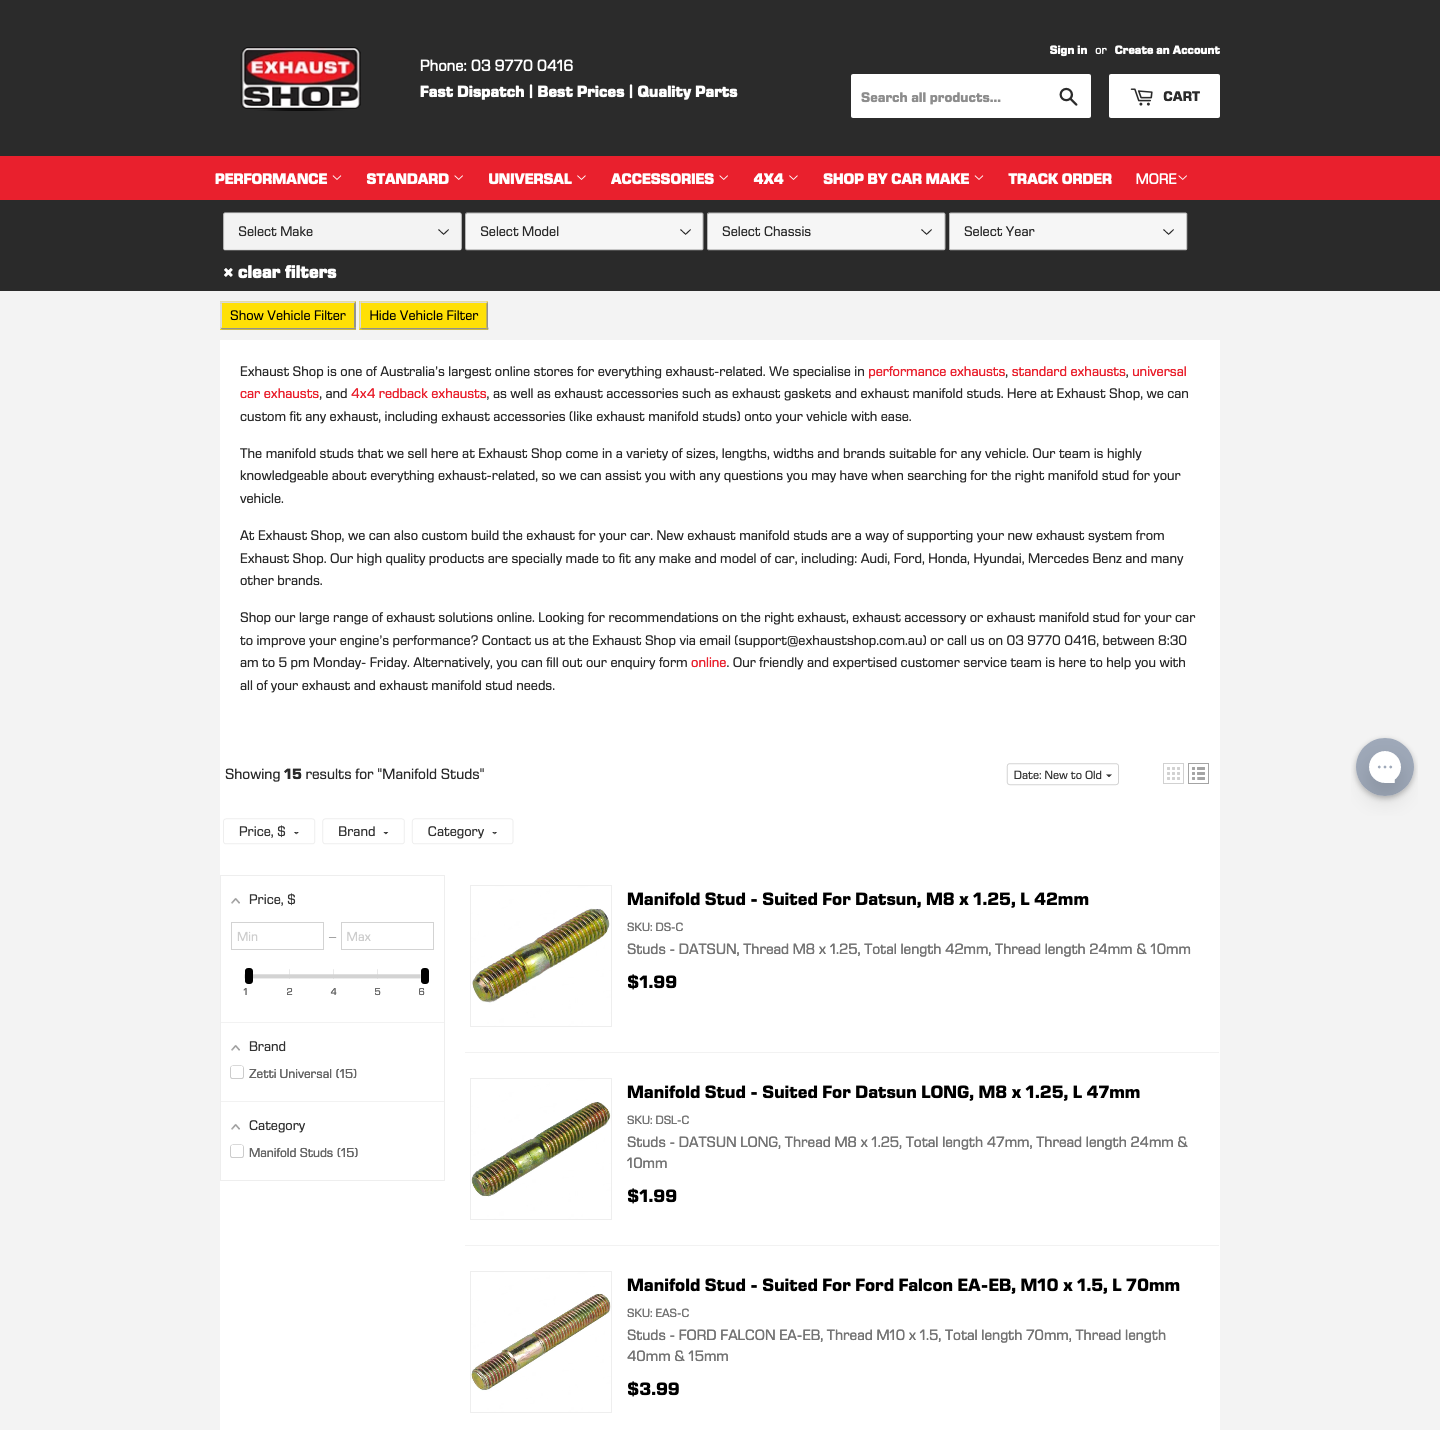 EXHAUST
SHOP
Phone: 03 9770 0416
Fast Dispatch | Best Prices | Quality Parts
Sign in or Create an Account
Search all products...
CART
PERFORMANCE STANDARD UNIVERSAL ACCESSORIES 4X4 SHOP BY CAR MAKE TRACK ORDER MORE
Select Make Select Model Select Chassis Select Year
× clear filters
Show Vehicle Filter Hide Vehicle Filter
Exhaust Shop is one of Australia's largest online stores for everything exhaust-related. We specialise in performance exhausts, standard exhausts, universal
car exhausts, and 4x4 redback exhausts, as well as exhaust accessories such as exhaust gaskets and exhaust manifold studs. Here at Exhaust Shop, we can
custom fit any exhaust, including exhaust accessories (like exhaust manifold studs) onto your vehicle with ease.
The manifold studs that we sell here at Exhaust Shop come in a variety of sizes, lengths, widths and brands suitable for any vehicle. Our team is highly
knowledgeable about everything exhaust-related, so we can assist you with any questions you may have when searching for the right manifold stud for your
vehicle.
At Exhaust Shop, we can also custom build the exhaust for your car. New exhaust manifold studs are a way of supporting your new exhaust system from
Exhaust Shop. Our high quality products are specially made to fit any make and model of car, including: Audi, Ford, Honda, Hyundai, Mercedes Benz and many
other brands.
Shop our large range of exhaust solutions online. Looking for recommendations on the right exhaust, exhaust accessory or exhaust manifold stud for your car
to improve your engine's performance? Contact us at the Exhaust Shop via email (support@exhaustshop.com.au) or call us on 03 9770 0416, between 8:30
am to 5 pm Monday- Friday. Alternatively, you can fill out our enquiry form online. Our friendly and expertised customer service team is here to help you with
all of your exhaust and exhaust manifold stud needs.
Showing 15 results for "Manifold Studs"
Date: New to Old
Price, $ Brand Category
Price, $
Min – Max
1 2 4 5 6
Brand
Zetti Universal (15)
Category
Manifold Studs (15)
Manifold Stud - Suited For Datsun, M8 x 1.25, L 42mm
SKU: DS-C
Studs - DATSUN, Thread M8 x 1.25, Total length 42mm, Thread length 24mm & 10mm
$1.99
Manifold Stud - Suited For Datsun LONG, M8 x 1.25, L 47mm
SKU: DSL-C
Studs - DATSUN LONG, Thread M8 x 1.25, Total length 47mm, Thread length 24mm &
10mm
$1.99
Manifold Stud - Suited For Ford Falcon EA-EB, M10 x 1.5, L 70mm
SKU: EAS-C
Studs - FORD FALCON EA-EB, Thread M10 x 1.5, Total length 70mm, Thread length
40mm & 15mm
$3.99